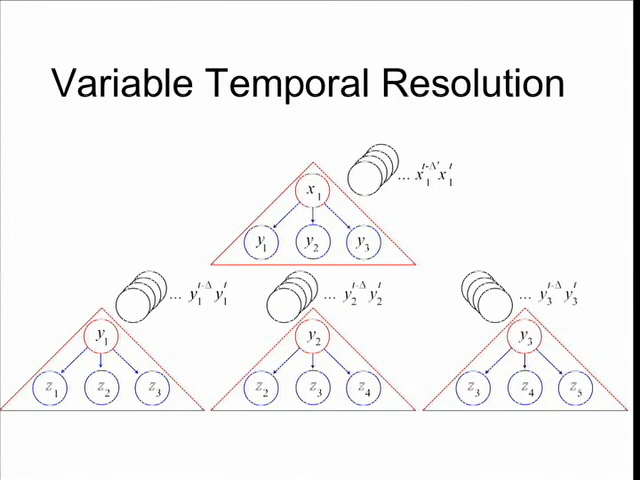 Variable Temporal Resolution
... x₁ᵗ⁻Δ′ x₁ᵗ
x₁
y₁ y₂ y₃
... y₁ᵗ⁻Δ y₁ᵗ ... y₂ᵗ⁻Δ y₂ᵗ ... y₃ᵗ⁻Δ y₃ᵗ
y₁ y₂ y₃
z₁ z₂ z₃ z₂ z₃ z₄ z₃ z₄ z₅